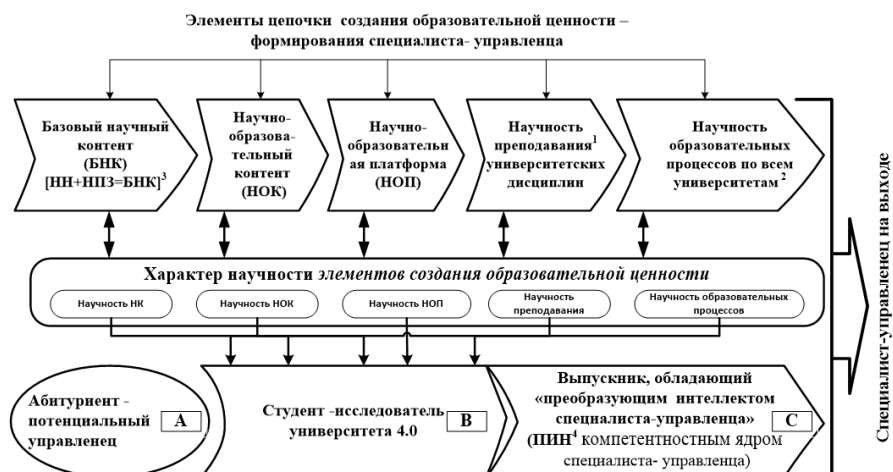 Элементы цепочки создания образовательной ценности –
формирования специалиста- управленца
Базовый научный
контент
(БНК)
[НН+НПЗ=БНК]³
Научно-
образова-
тельный
контент
(НОК)
Научно-
образовательн
ая платформа
(НОП)
Научность
преподавания¹
университетских
дисциплин
Научность
образовательных
процессов по всем
университетам ²
Характер научности элементов создания образовательной ценности
Научность НК
Научность НОК
Научность НОП
Научность
преподавания
Научность образовательных
процессов
Абитуриент -
потенциальный
управленец
А
Студент -исследователь
университета 4.0
В
Выпускник, обладающий
«преобразующим интеллектом
специалиста-управленца»
(ПИН⁴ компетентностным ядром
специалиста- управленца)
С
Специалист-управленец на выходе